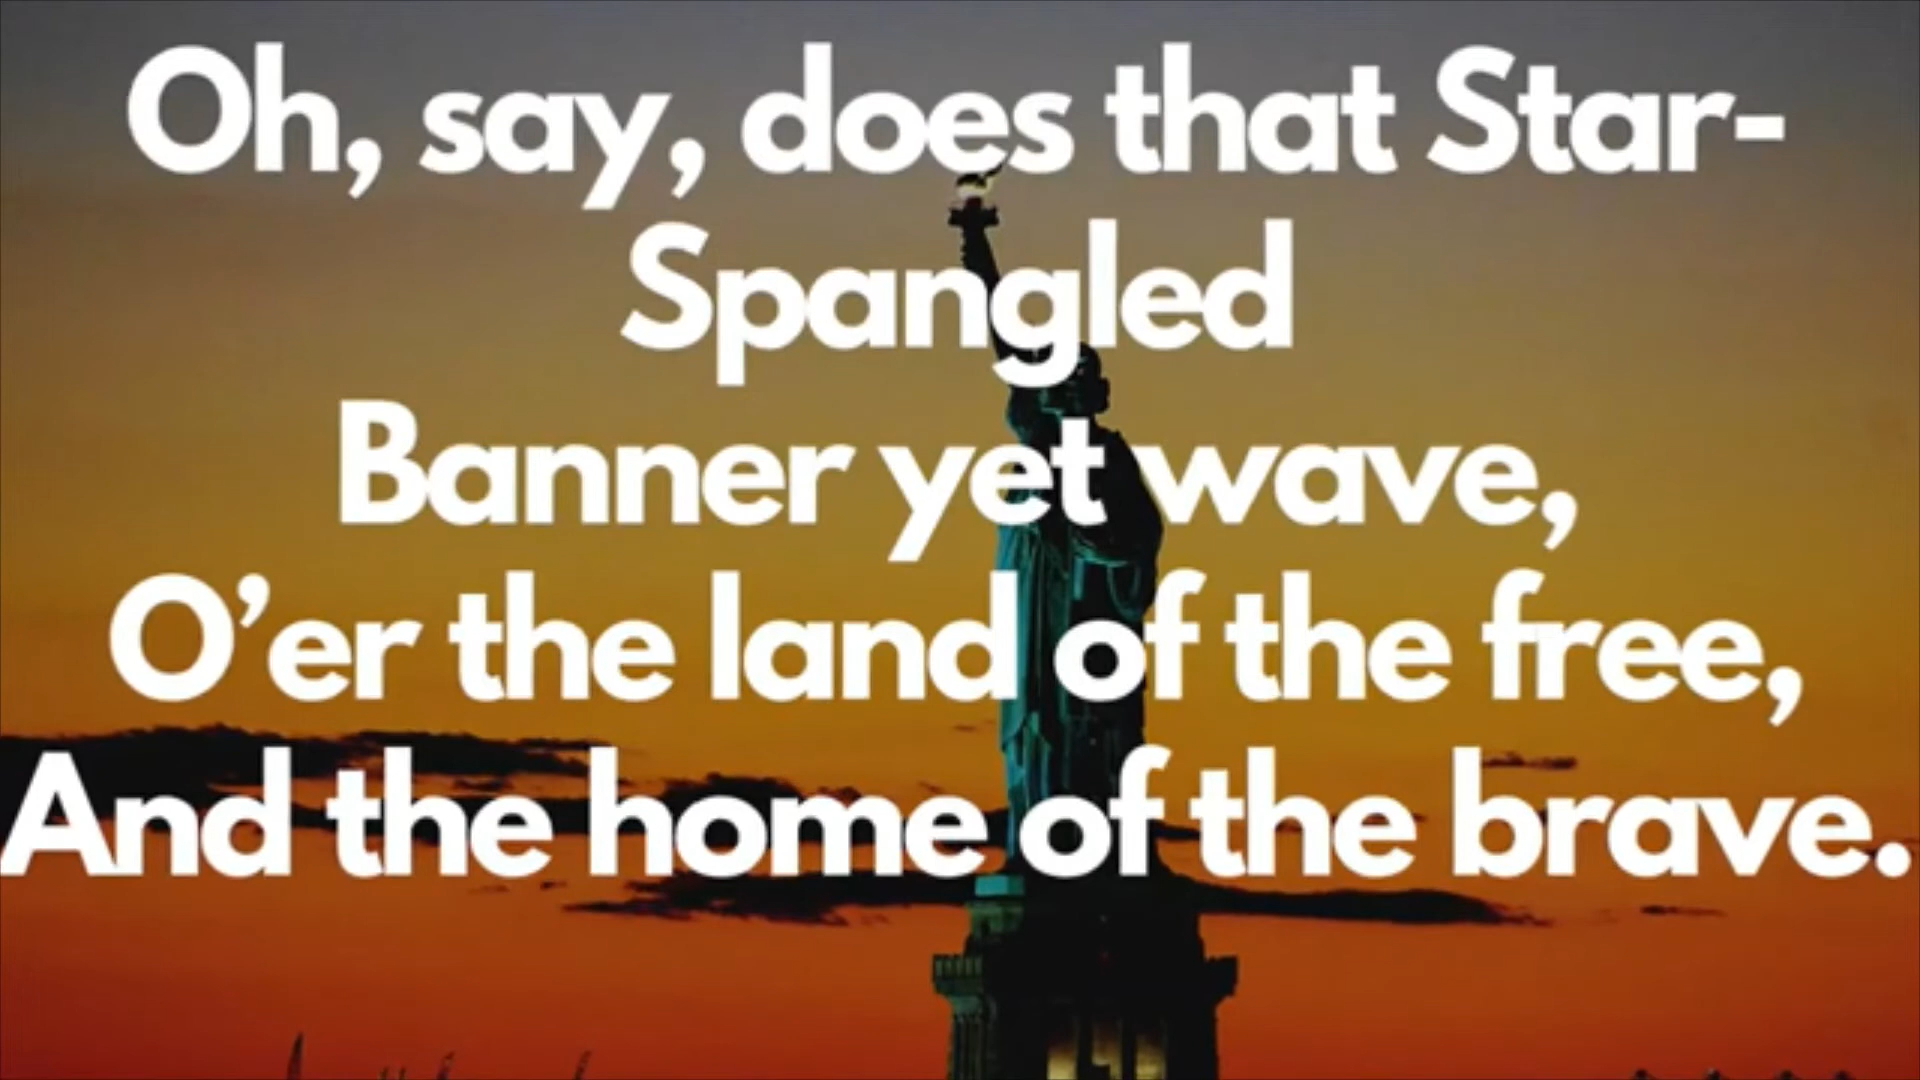 Oh, say, does that Star-
Spangled
Banner yet wave,
O’er the land of the free,
And the home of the brave.